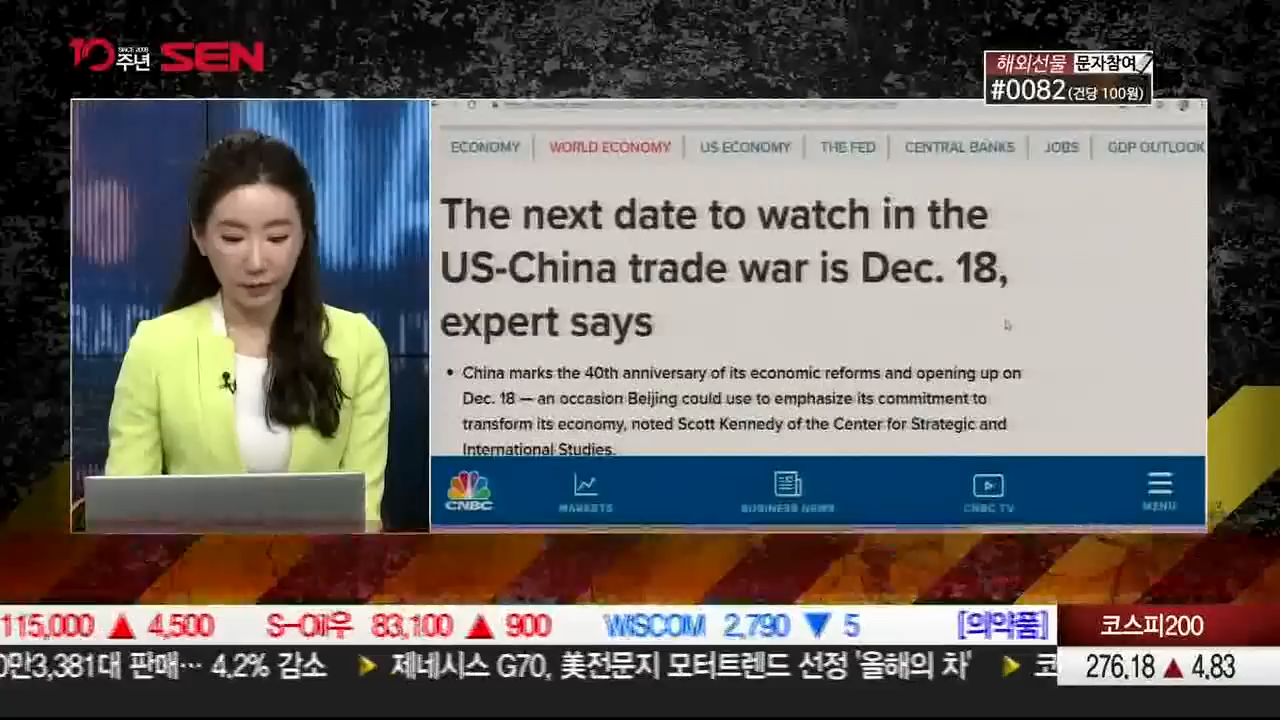 10주년 SINCE 2008 SEN
해외선물 문자참여
#0082(건당 100원)
ECONOMY WORLD ECONOMY US ECONOMY THE FED CENTRAL BANKS JOBS GDP OUTLOOK
The next date to watch in the
US-China trade war is Dec. 18,
expert says
• China marks the 40th anniversary of its economic reforms and opening up on
Dec. 18 — an occasion Beijing could use to emphasize its commitment to
transform its economy, noted Scott Kennedy of the Center for Strategic and
International Studies.
CNBC MARKETS BUSINESS NEWS CNBC TV MENU
115,000 ▲ 4,500 S-Oil우 83,100 ▲ 900 WISCOM 2,790 ▼ 5 [의약품] 코스피200
0만3,381대 판매… 4.2% 감소 ▶ 제네시스 G70, 美전문지 모터트렌드 선정 '올해의 차' ▶ 코 276.18 ▲ 4.83